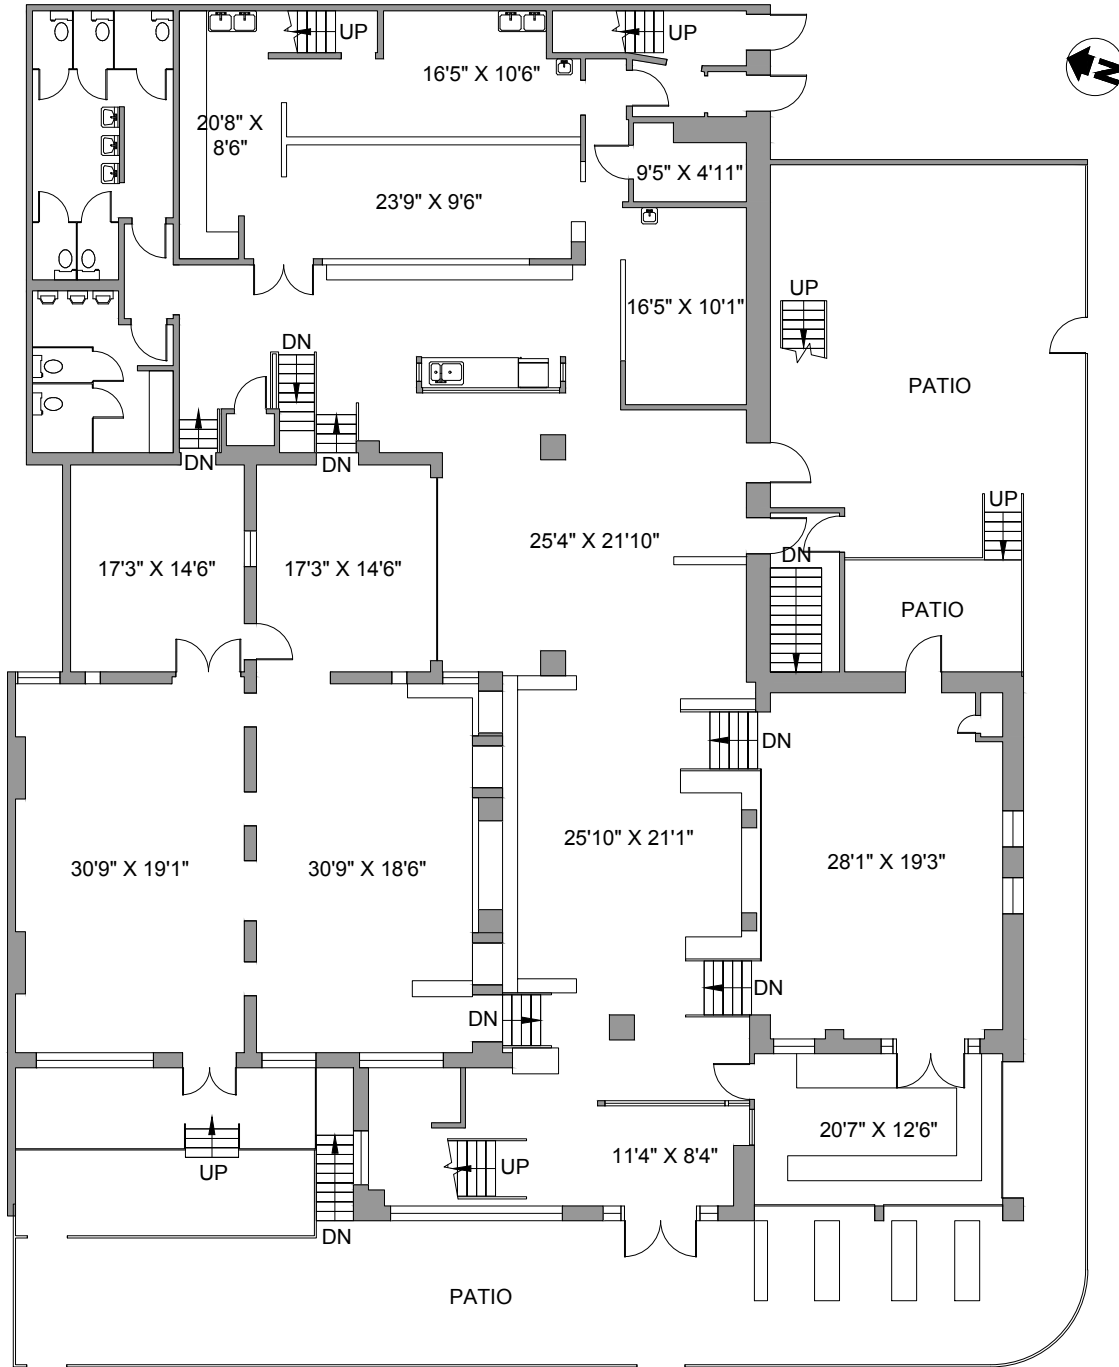 UP
UP
16'5" X 10'6"
N
20'8" X
8'6"
9'5" X 4'11"
23'9" X 9'6"
UP
16'5" X 10'1"
DN
PATIO
DN
DN
UP
25'4" X 21'10"
DN
17'3" X 14'6"
17'3" X 14'6"
PATIO
DN
25'10" X 21'1"
30'9" X 19'1"
30'9" X 18'6"
28'1" X 19'3"
DN
DN
20'7" X 12'6"
11'4" X 8'4"
UP
UP
DN
PATIO